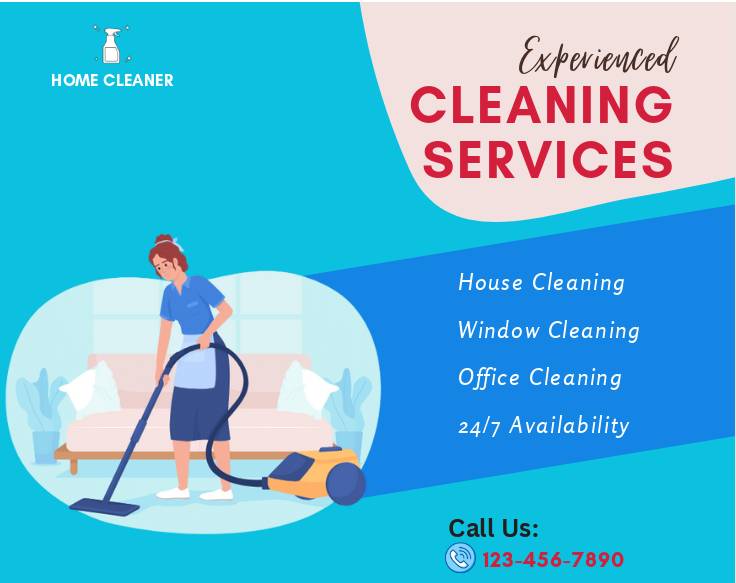 HOME CLEANER
Experienced
CLEANING
SERVICES
House Cleaning
Window Cleaning
Office Cleaning
24/7 Availability
Call Us:
123-456-7890